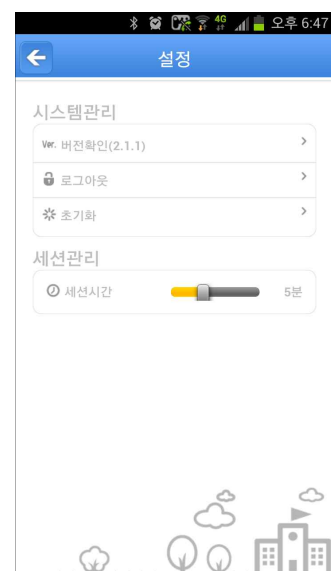 4G 오후 6:47
설정
시스템관리
Ver. 버전확인(2.1.1)
로그아웃
초기화
세션관리
세션시간 5분